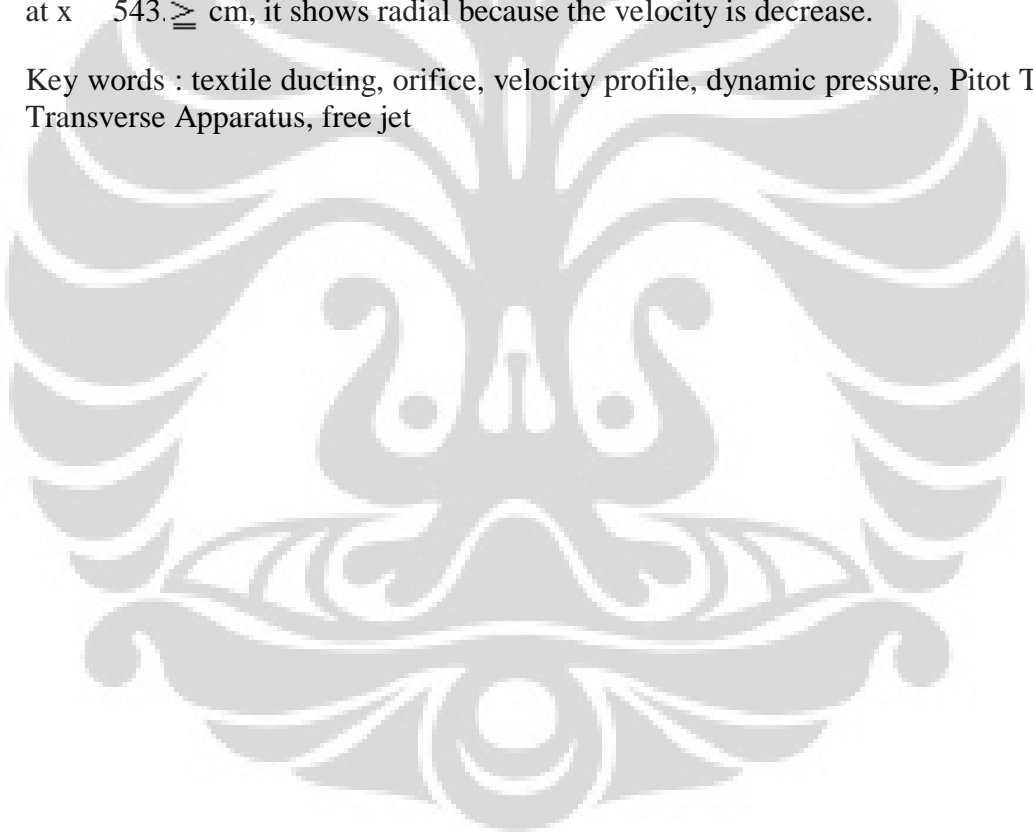 at x 543.≧ cm, it shows radial because the velocity is decrease.
Key words : textile ducting, orifice, velocity profile, dynamic pressure, Pitot
Transverse Apparatus, free jet